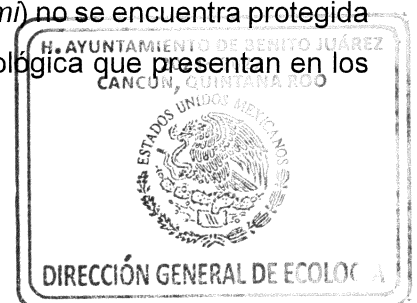 mi) no se encuentra protegida
H. AYUNTAMIENTO DE BENITO JUÁREZ
ológica que presentan en los
CANCÚN, QUINTANA ROO
ESTADOS UNIDOS MEXICANOS
DIRECCIÓN GENERAL DE ECOLOG A